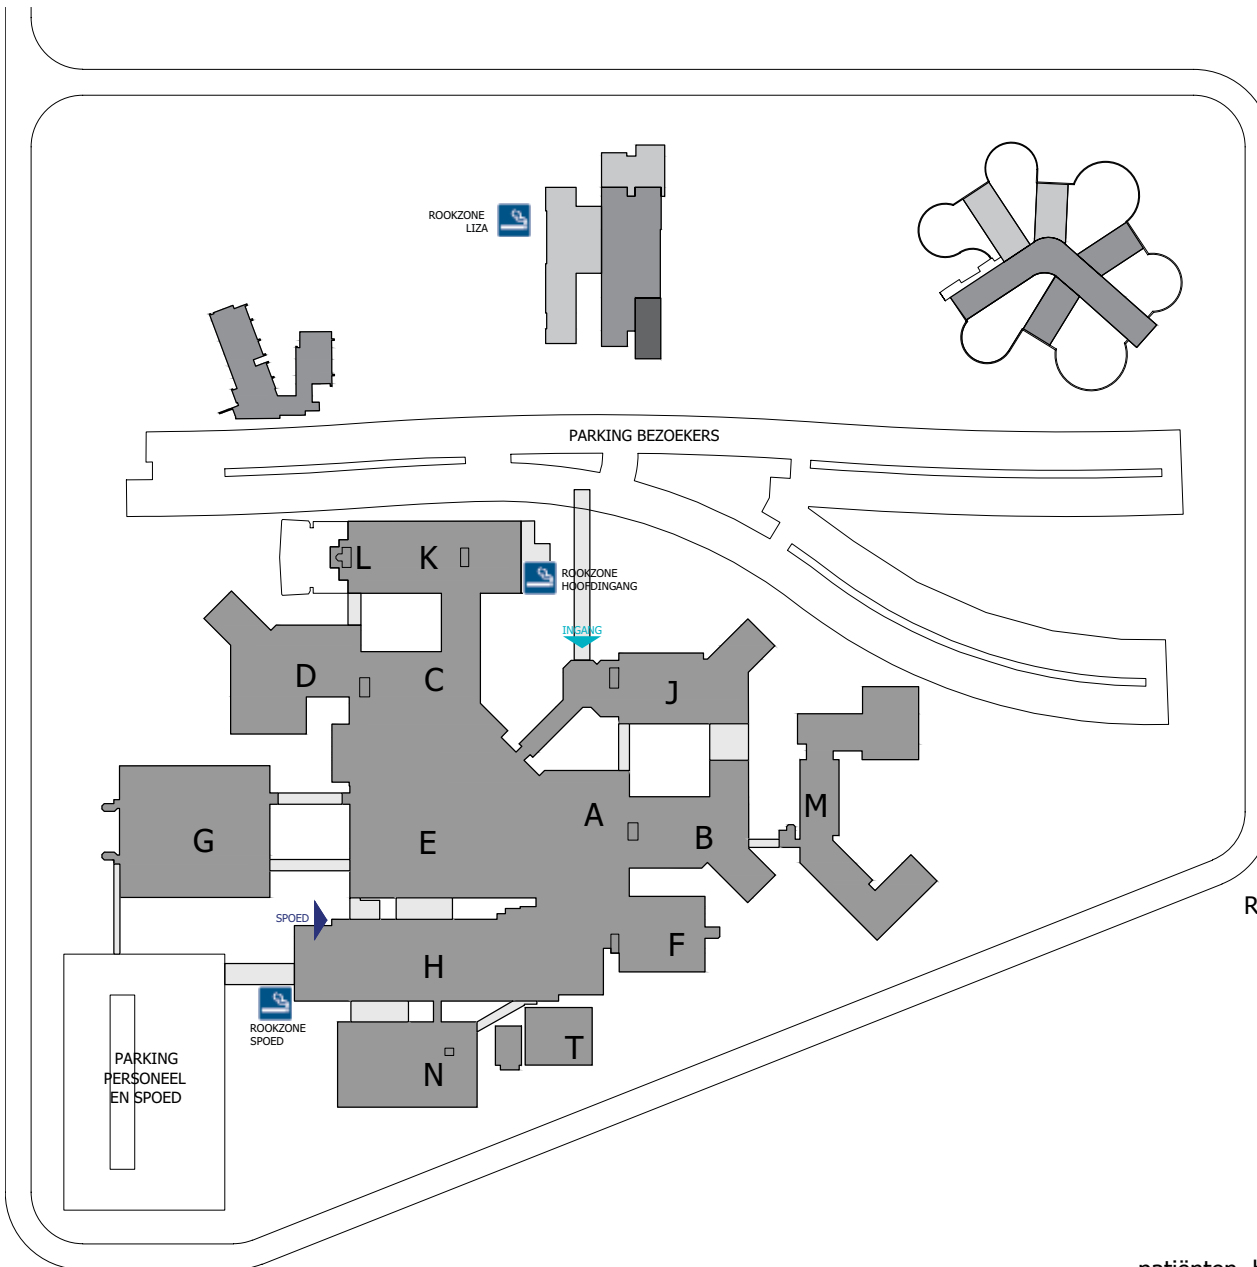 ROOKZONE
LIZA
PARKING BEZOEKERS
L
K
ROOKZONE
HOOFDINGANG
INGANG
D
C
J
A
M
G
E
B
R
SPOED
F
H
ROOKZONE
SPOED
T
PARKING
PERSONEEL
EN SPOED
N